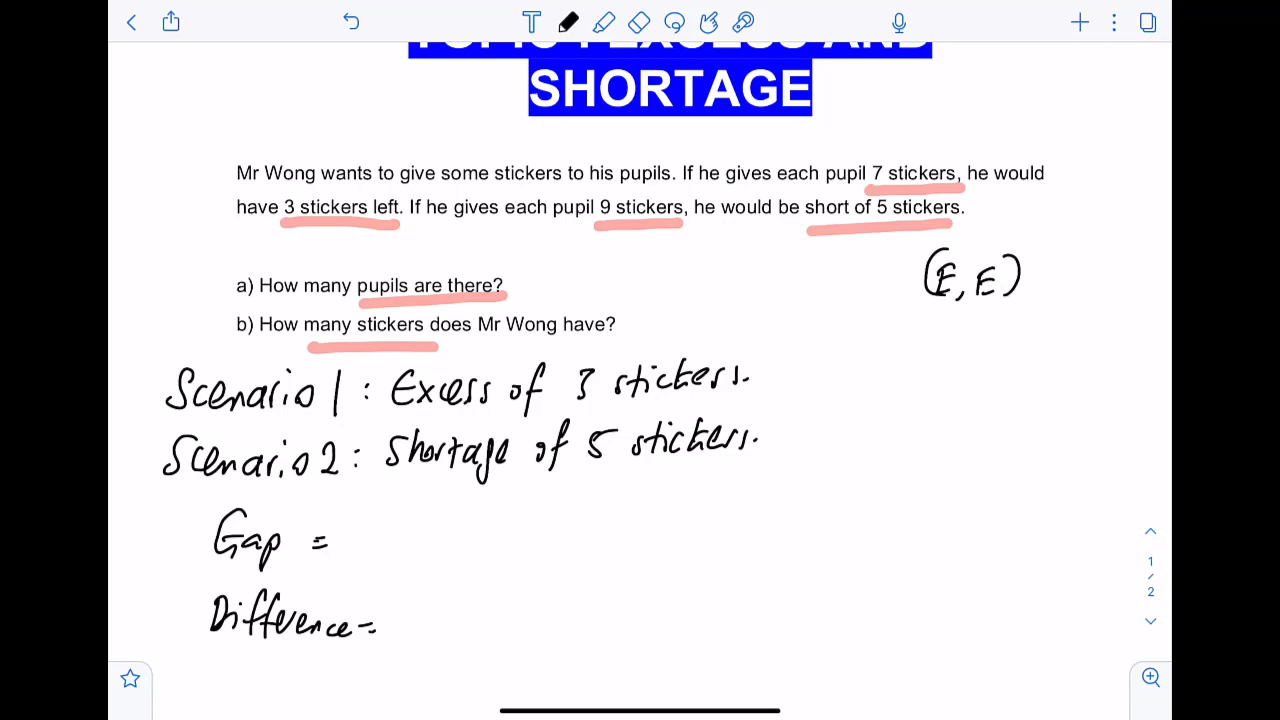 SHORTAGE
Mr Wong wants to give some stickers to his pupils. If he gives each pupil 7 stickers, he would
have 3 stickers left. If he gives each pupil 9 stickers, he would be short of 5 stickers.
(E, E)
a) How many pupils are there?
b) How many stickers does Mr Wong have?
Scenario 1 : Excess of 3 stickers.
Scenario 2 : Shortage of 5 stickers.
Gap =
Difference =
1
/
2